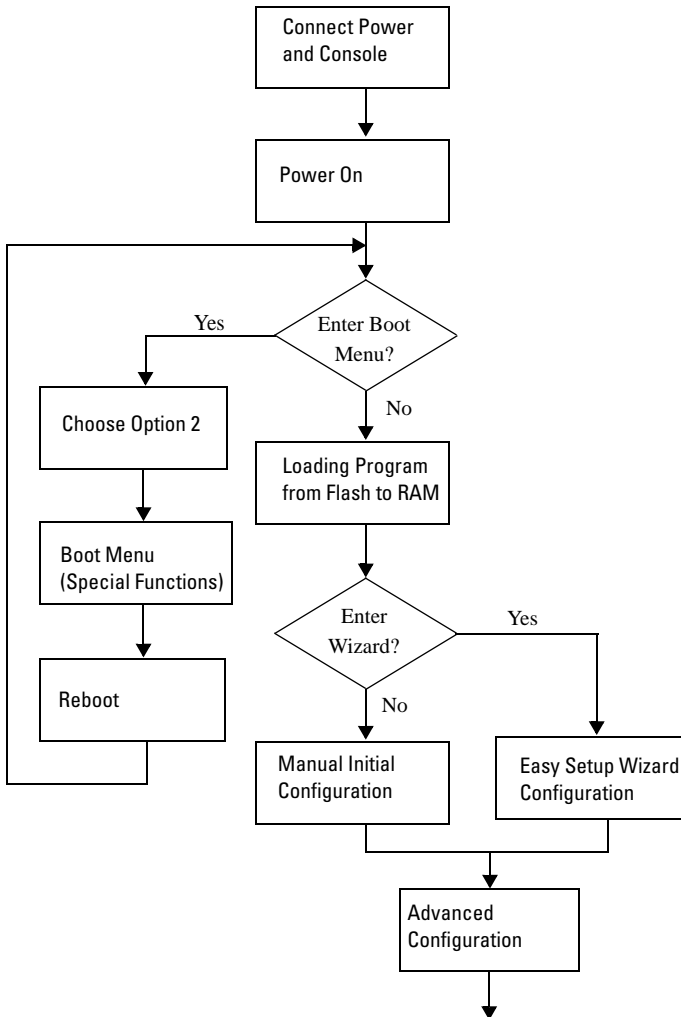 Connect Power
and Console
Power On
Enter Boot
Menu?
Yes
No
Choose Option 2
Loading Program
from Flash to RAM
Boot Menu
(Special Functions)
Enter
Wizard?
Yes
No
Reboot
Manual Initial
Configuration
Easy Setup Wizard
Configuration
Advanced
Configuration